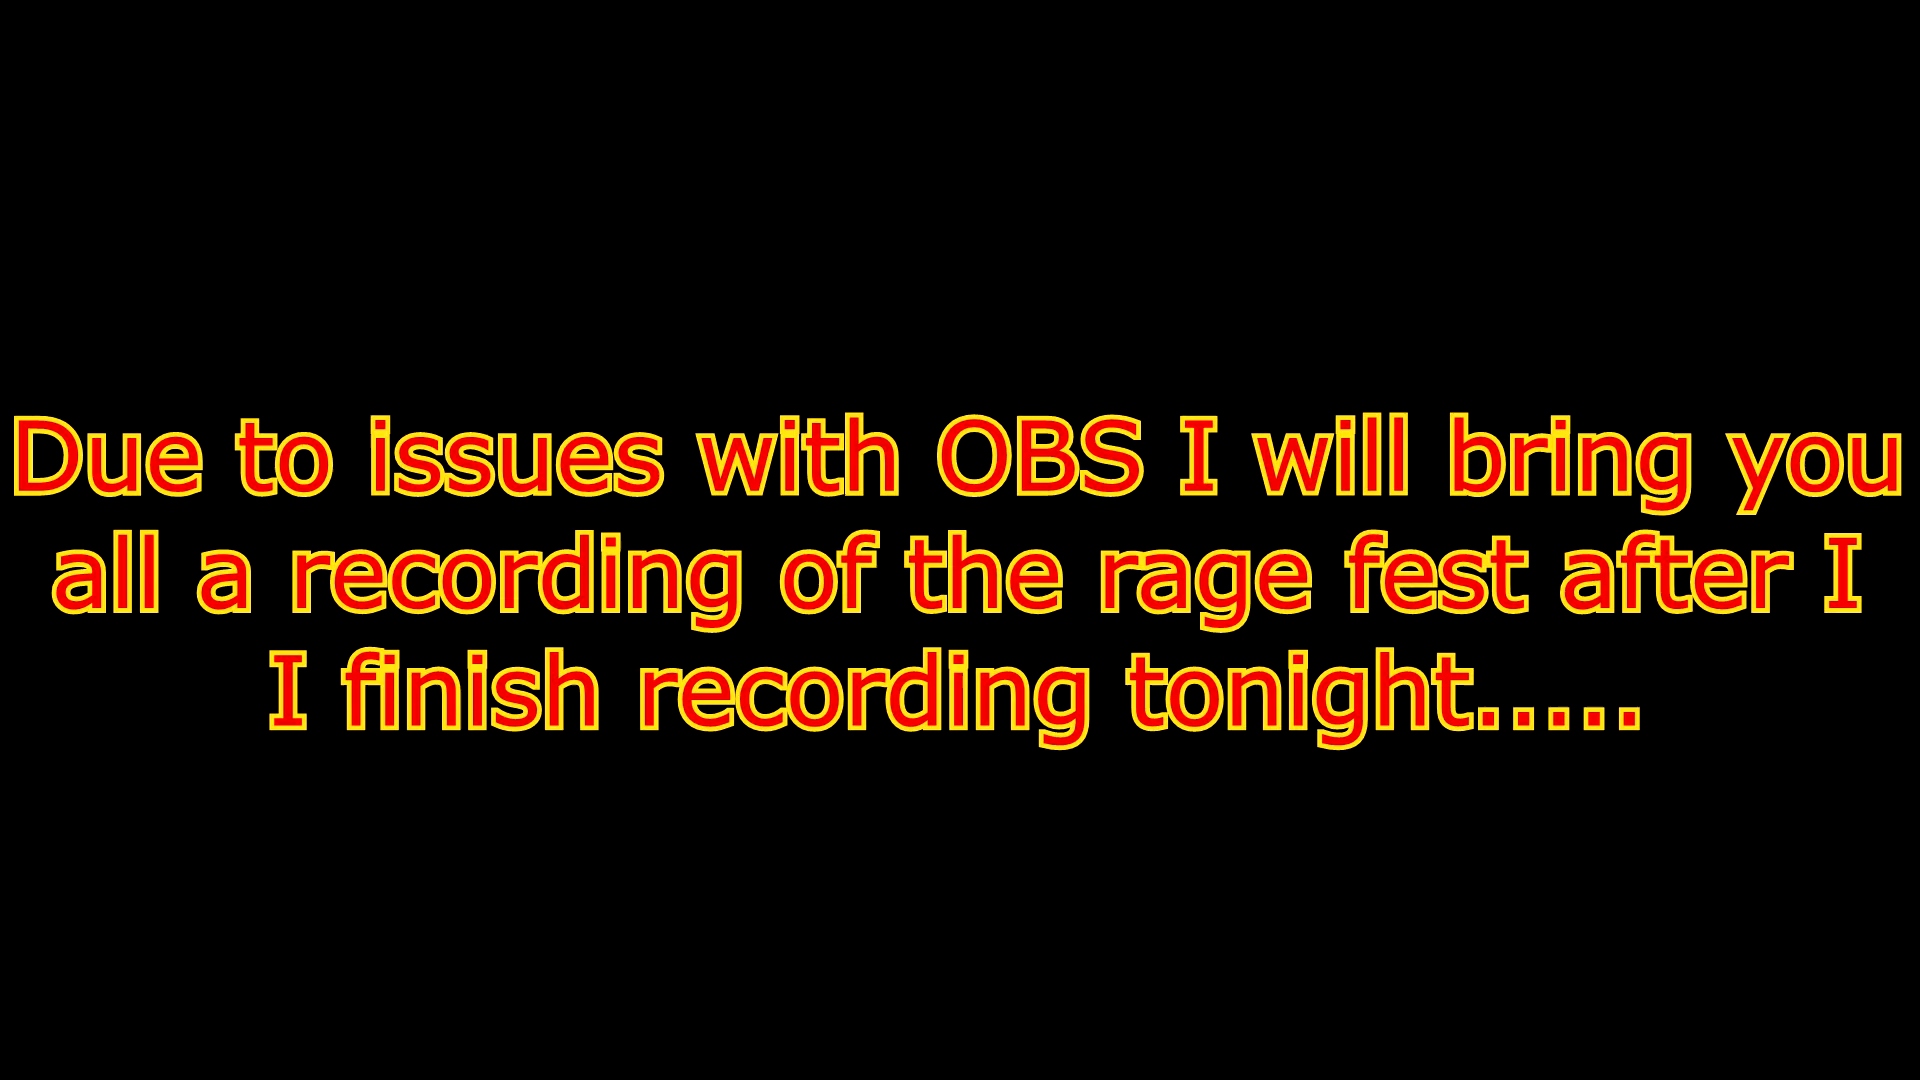 Due to issues with OBS I will bring you
all a recording of the rage fest after I
I finish recording tonight.....